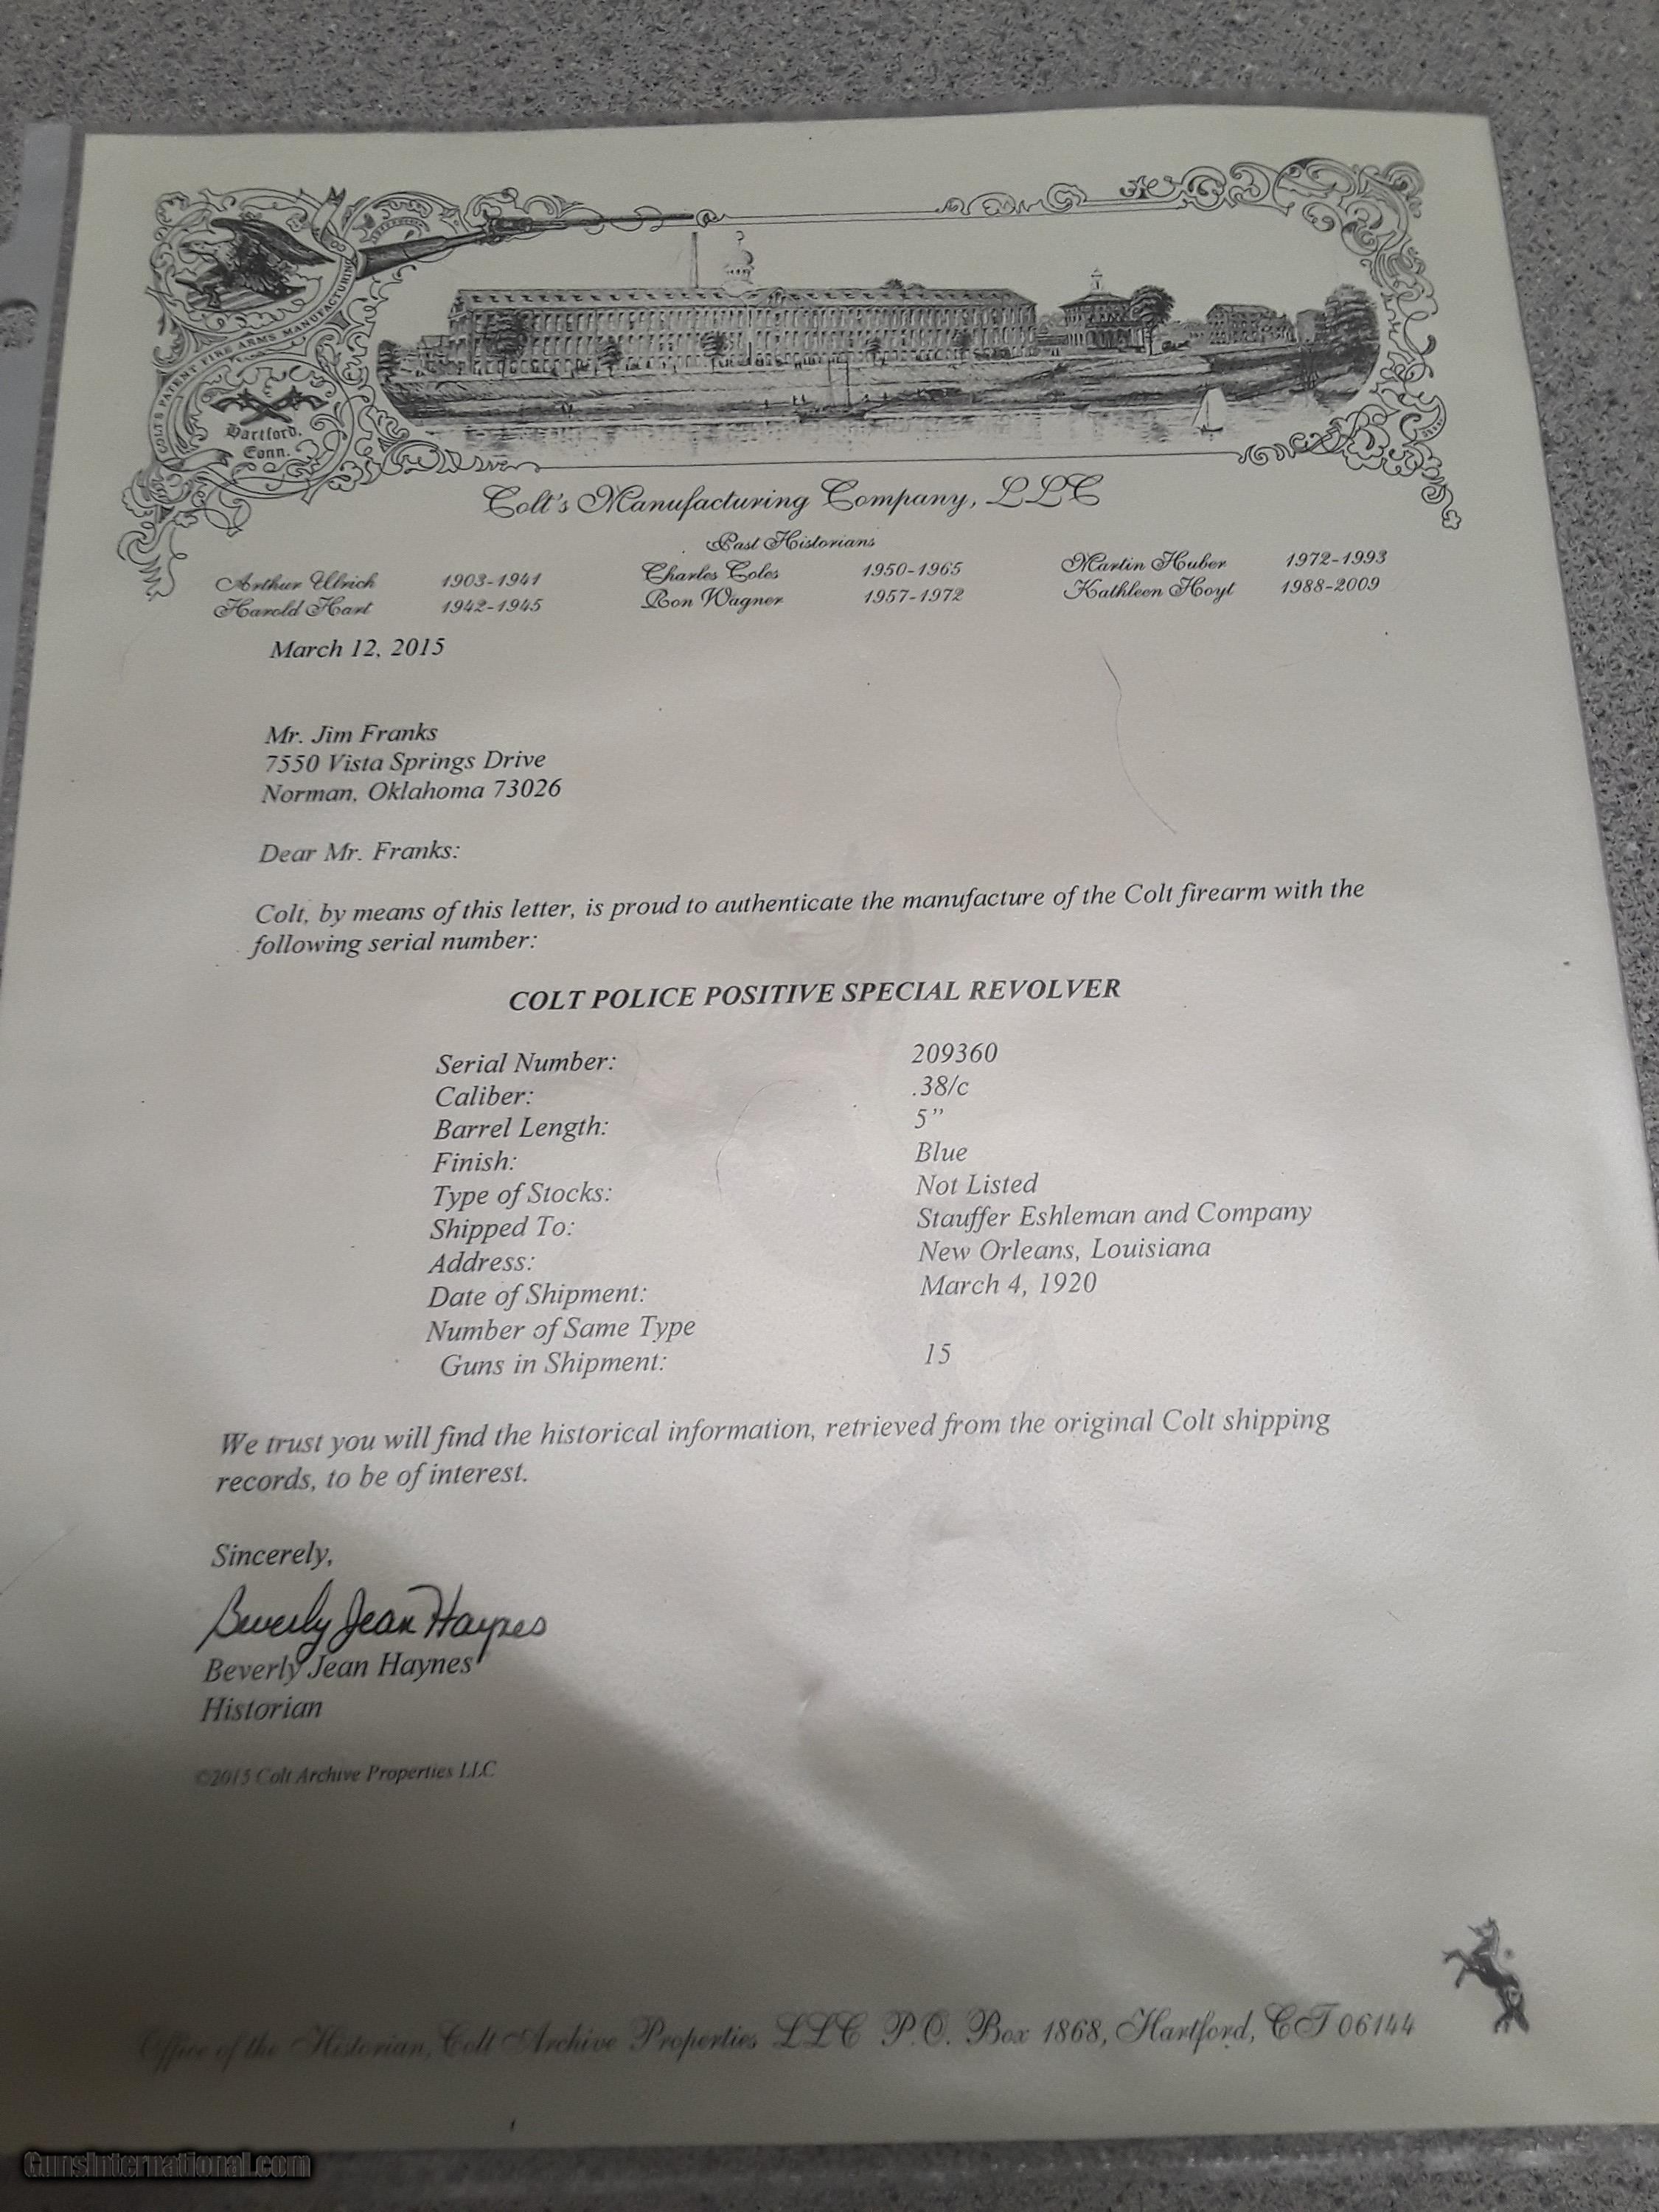 COLT'S PATENT FIRE ARMS MANUFACTURING
Hartford,
Conn.
Colt's Manufacturing Company, LLC
Past Historians
Arthur Ulrich 1903-1941 Charles Coles 1950-1965 Martin Huber 1972-1993
Harold Hart 1942-1945 Ron Wagner 1957-1972 Kathleen Hoyt 1988-2009
March 12, 2015
Mr. Jim Franks
7550 Vista Springs Drive
Norman, Oklahoma 73026
Dear Mr. Franks:
Colt, by means of this letter, is proud to authenticate the manufacture of the Colt firearm with the
following serial number:
COLT POLICE POSITIVE SPECIAL REVOLVER
Serial Number: 209360
Caliber: .38/c
Barrel Length: 5”
Finish: Blue
Type of Stocks: Not Listed
Shipped To: Stauffer Eshleman and Company
Address: New Orleans, Louisiana
Date of Shipment: March 4, 1920
Number of Same Type
Guns in Shipment: 15
We trust you will find the historical information, retrieved from the original Colt shipping
records, to be of interest.
Sincerely,
Beverly Jean Haynes
Beverly Jean Haynes
Historian
©2015 Colt Archive Properties LLC
Office of the Historian, Colt Archive Properties LLC P.O. Box 1868, Hartford, CT 06144
GunsInternational.com